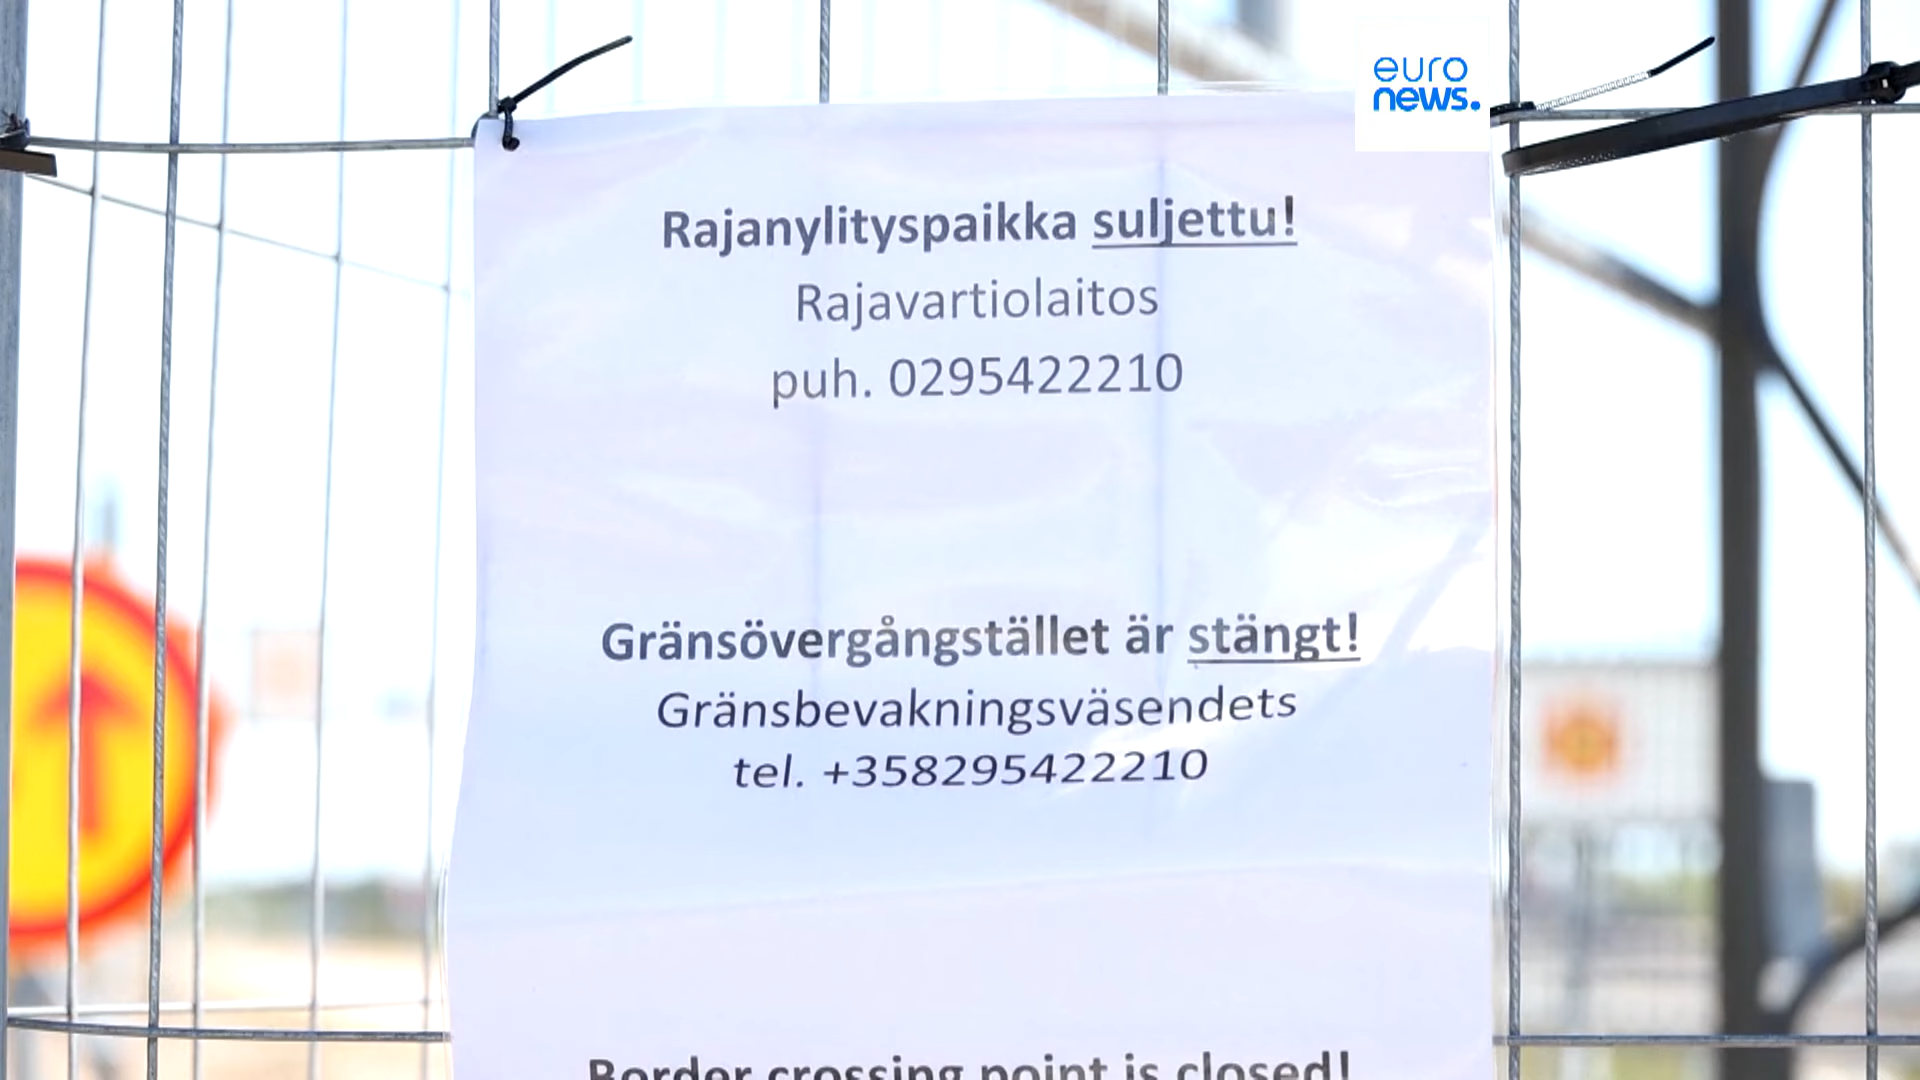 euro
news.
Rajanylityspaikka suljettu!
Rajavartiolaitos
puh. 0295422210
Gränsövergångstället är stängt!
Gränsbevakningsväsendets
tel. +358295422210
Border crossing point is closed!